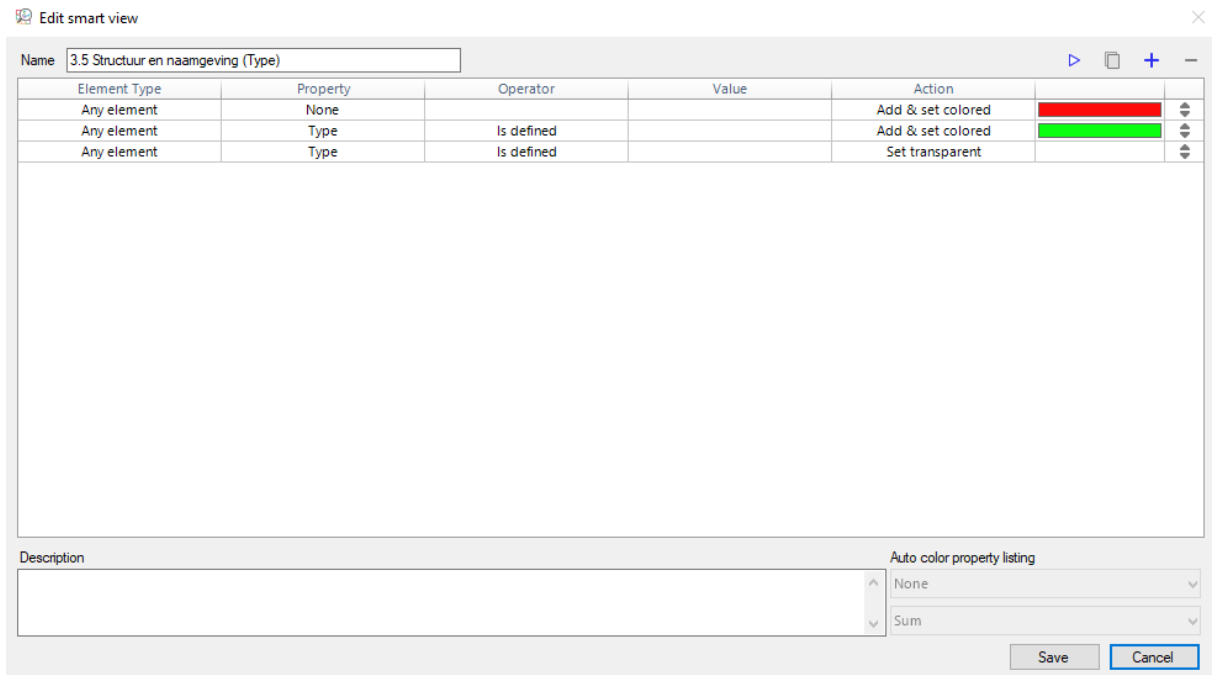 Edit smart view
Name 3.5 Structuur en naamgeving (Type)
Element Type Property Operator Value Action
Any element None Add & set colored
Any element Type Is defined Add & set colored
Any element Type Is defined Set transparent
Description Auto color property listing
None
Sum
Save Cancel